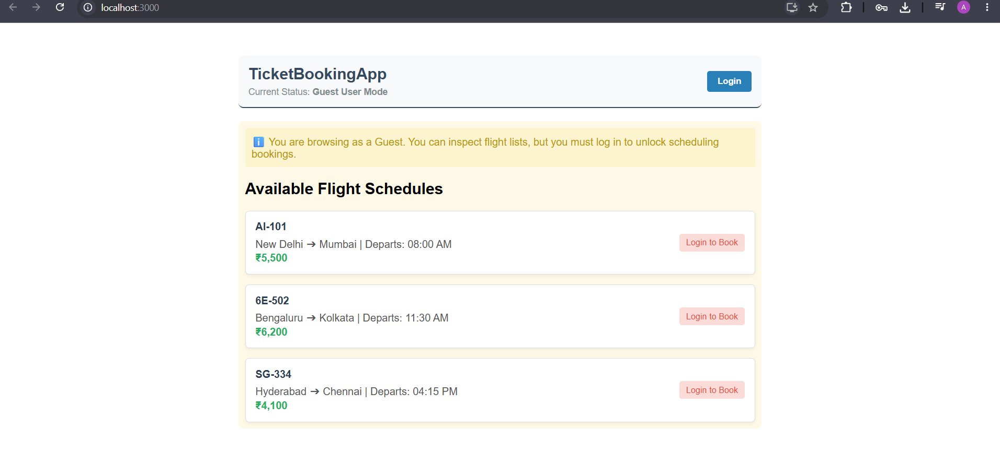 localhost:3000
A
TicketBookingApp
Current Status: Guest User Mode
Login
ℹ️ You are browsing as a Guest. You can inspect flight lists, but you must log in to unlock scheduling
bookings.
Available Flight Schedules
AI-101
New Delhi ➔ Mumbai | Departs: 08:00 AM
₹5,500
Login to Book
6E-502
Bengaluru ➔ Kolkata | Departs: 11:30 AM
₹6,200
Login to Book
SG-334
Hyderabad ➔ Chennai | Departs: 04:15 PM
₹4,100
Login to Book